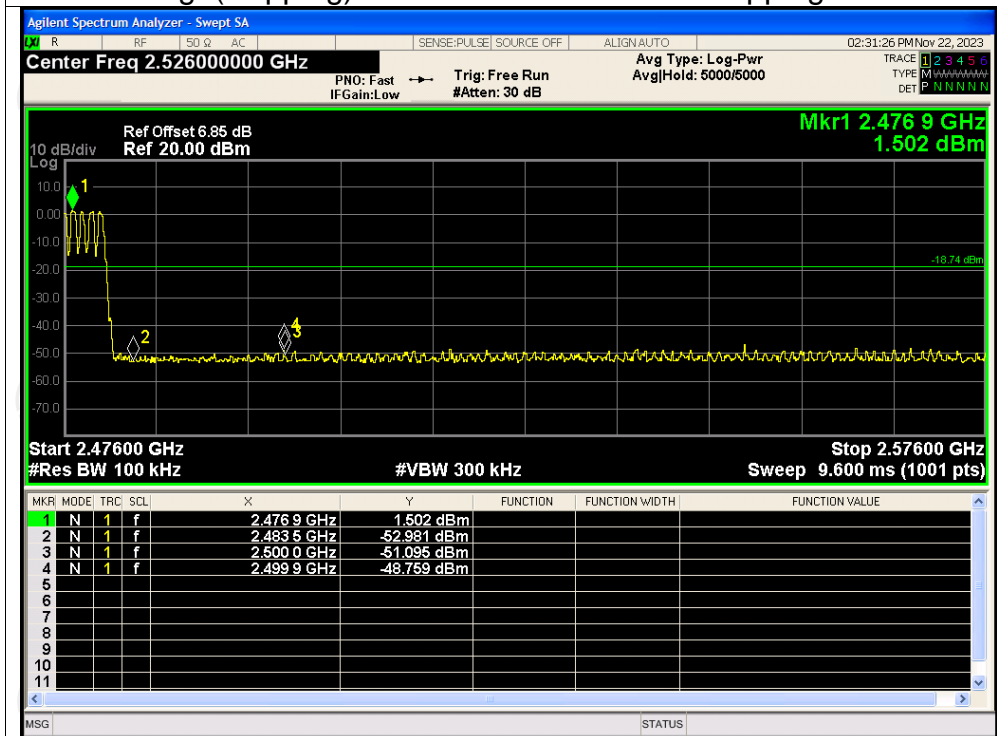 Agilent Spectrum Analyzer - Swept SA
LXI R RF 50 Ω AC SENSE:PULSE SOURCE OFF ALIGN AUTO 02:31:26 PM Nov 22, 2023
Center Freq 2.526000000 GHz
PNO: Fast
IFGain:Low
Trig: Free Run
#Atten: 30 dB
Avg Type: Log-Pwr
Avg|Hold: 5000/5000
TRACE 1 2 3 4 5 6
TYPE M
DET P N N N N N
Mkr1 2.476 9 GHz
1.502 dBm
Ref Offset 6.85 dB
10 dB/div Ref 20.00 dBm
Log
10.0
0.00
-10.0
-20.0
-30.0
-40.0
-50.0
-60.0
-70.0
1
2
4
3
-18.74 dBm
Start 2.47600 GHz Stop 2.57600 GHz
#Res BW 100 kHz #VBW 300 kHz Sweep 9.600 ms (1001 pts)
MKR MODE TRC SCL X Y FUNCTION FUNCTION WIDTH FUNCTION VALUE
1 N 1 f 2.476 9 GHz 1.502 dBm
2 N 1 f 2.483 5 GHz -52.981 dBm
3 N 1 f 2.500 0 GHz -51.095 dBm
4 N 1 f 2.499 9 GHz -48.759 dBm
5
6
7
8
9
10
11
MSG STATUS